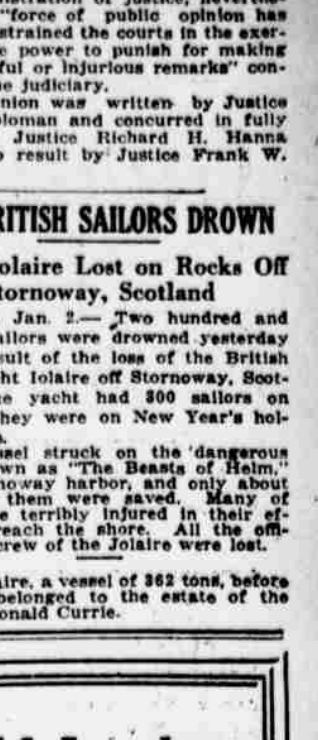 "force of public opinion has
strained the courts in the exer-
e power to punish for making
ful or injurious remarks" con-
e judiciary.
nion was written by Justice
oloman and concurred in fully
Justice Richard H. Hanna
o result by Justice Frank W.
RITISH SAILORS DROWN
olaire Lost on Rocks Off
tornoway, Scotland
Jan. 2.— Two hundred and
ailors were drowned yesterday
sult of the loss of the British
ht Iolaire off Stornoway, Scot-
e yacht had 300 sailors on
hey were on New Year's hol-
s.
sel struck on the dangerous
wn as "The Beasts of Helm,"
noway harbor, and only about
them were saved. Many of
e terribly injured in their ef-
reach the shore. All the offi-
crew of the Jolaire were lost.
ire, a vessel of 362 tons, before
belonged to the estate of the
onald Currie.